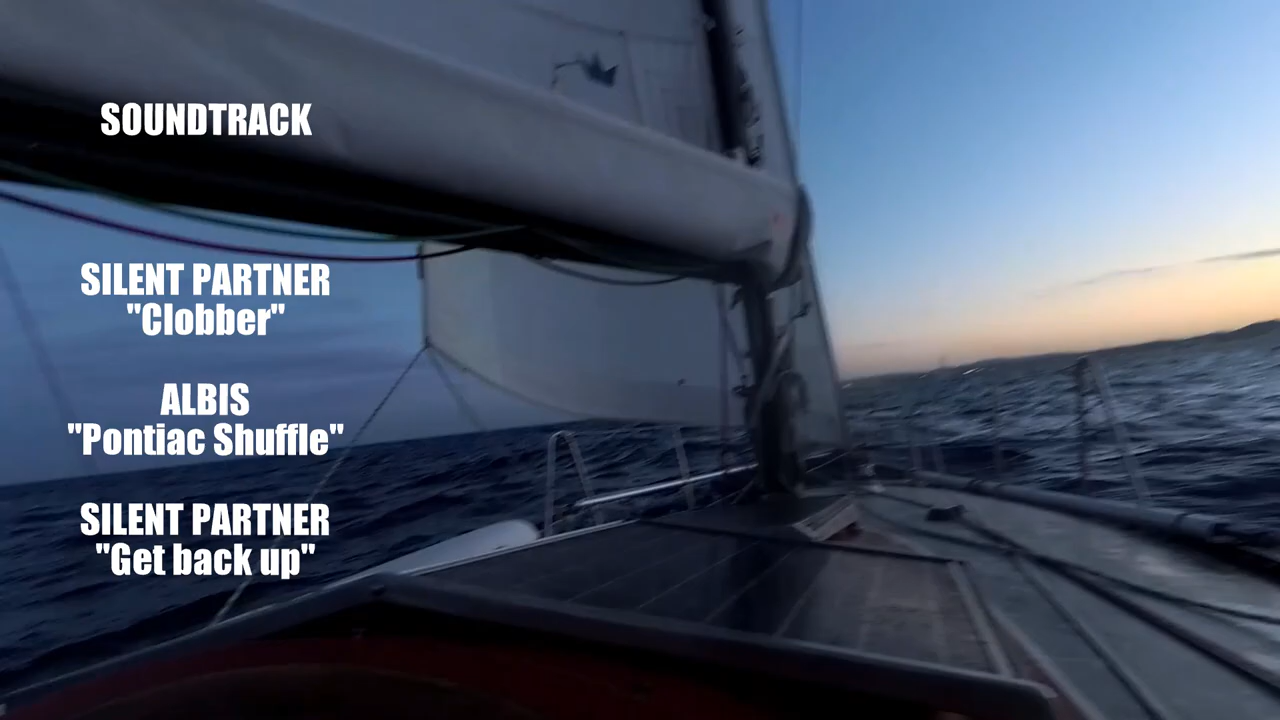 SOUNDTRACK
SILENT PARTNER
"Clobber"
ALBIS
"Pontiac Shuffle"
SILENT PARTNER
"Get back up"